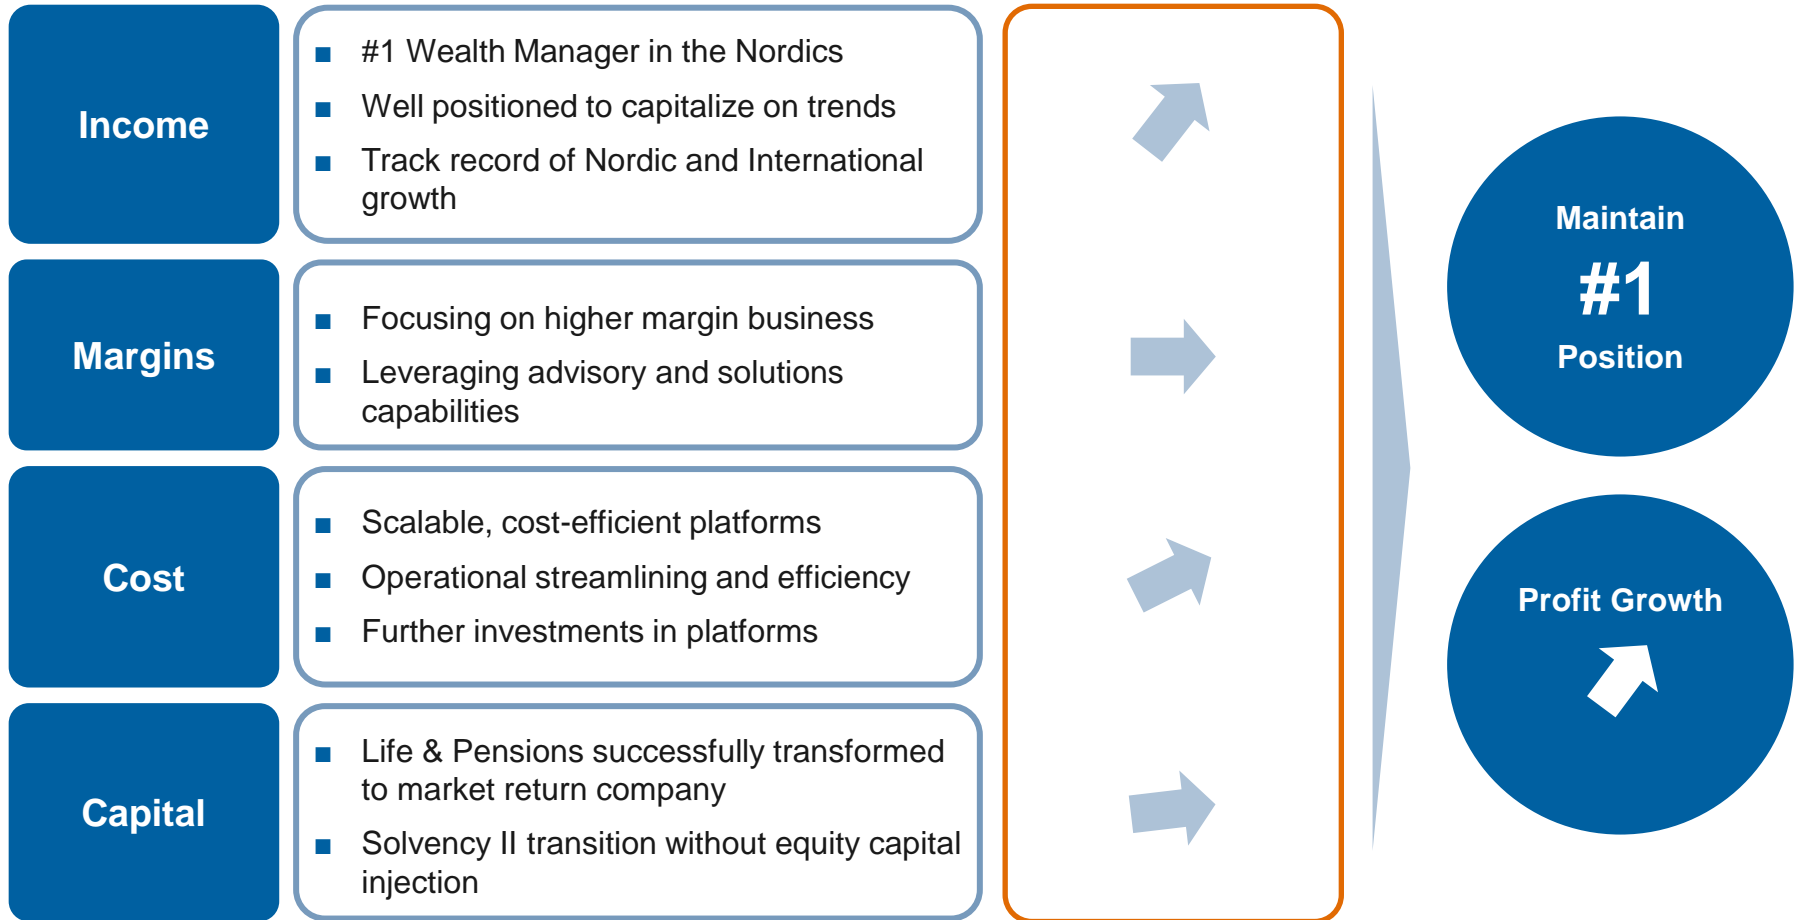 Income
#1 Wealth Manager in the Nordics
Well positioned to capitalize on trends
Track record of Nordic and International
growth
Margins
Focusing on higher margin business
Leveraging advisory and solutions
capabilities
Cost
Scalable, cost-efficient platforms
Operational streamlining and efficiency
Further investments in platforms
Capital
Life & Pensions successfully transformed
to market return company
Solvency II transition without equity capital
injection
Maintain
#1
Position
Profit Growth